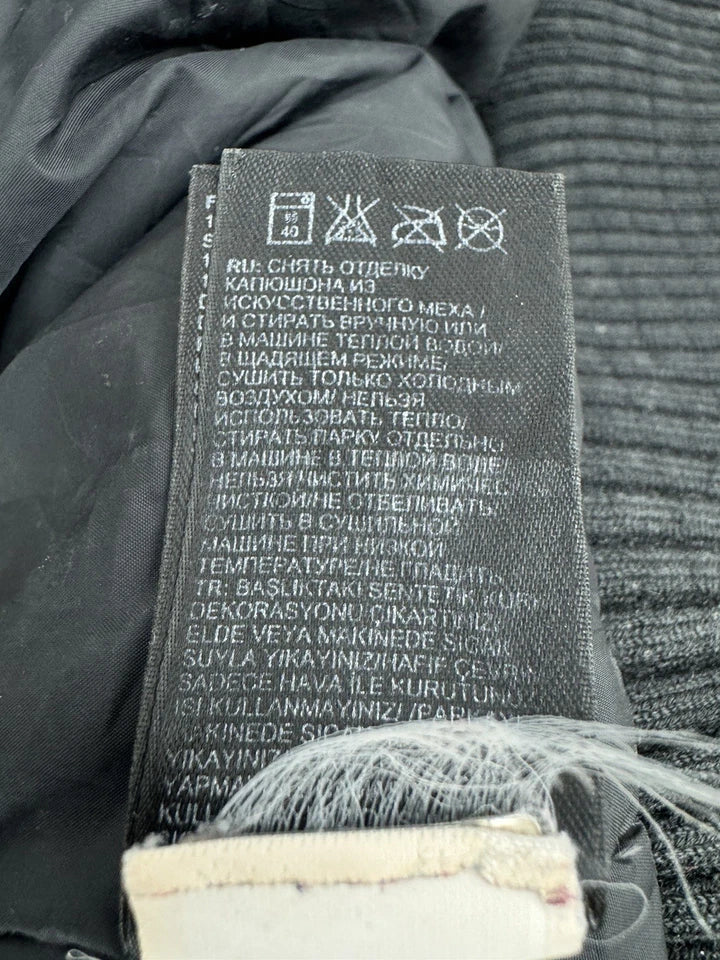 40
RU: СНЯТЬ ОТДЕЛКУ
КАПЮШОНА ИЗ
ИСКУССТВЕННОГО МЕХА /
И СТИРАТЬ ВРУЧНУЮ ИЛИ
В МАШИНЕ ТЕПЛОЙ ВОДОЙ/
В ЩАДЯЩЕМ РЕЖИМЕ/
СУШИТЬ ТОЛЬКО ХОЛОДНЫМ
ВОЗДУХОМ/ НЕЛЬЗЯ
ИСПОЛЬЗОВАТЬ ТЕПЛО/
СТИРАТЬ ПАРКУ ОТДЕЛЬНО
В МАШИНЕ В ТЕПЛОЙ ВОДЕ/
НЕЛЬЗЯ ЧИСТИТЬ ХИМИЧЕС
ЧИСТКОЙ/НЕ ОТБЕЛИВАТЬ/
СУШИТЬ В СУШИЛЬНОЙ
МАШИНЕ ПРИ НИЗКОЙ
ТЕМПЕРАТУРЕ/НЕ ГЛАДИТЬ
TR: BAŞLIKTAKİ SENTETİK KÜRK
DEKORASYONU ÇIKARTINIZ/
ELDE VEYA MAKİNEDE SICAK
SUYLA YIKAYINIZ/HAFİF
SADECE HAVA İLE KURUTUNUZ
ISI KULLANMAYINIZ/
YIKAYINIZ